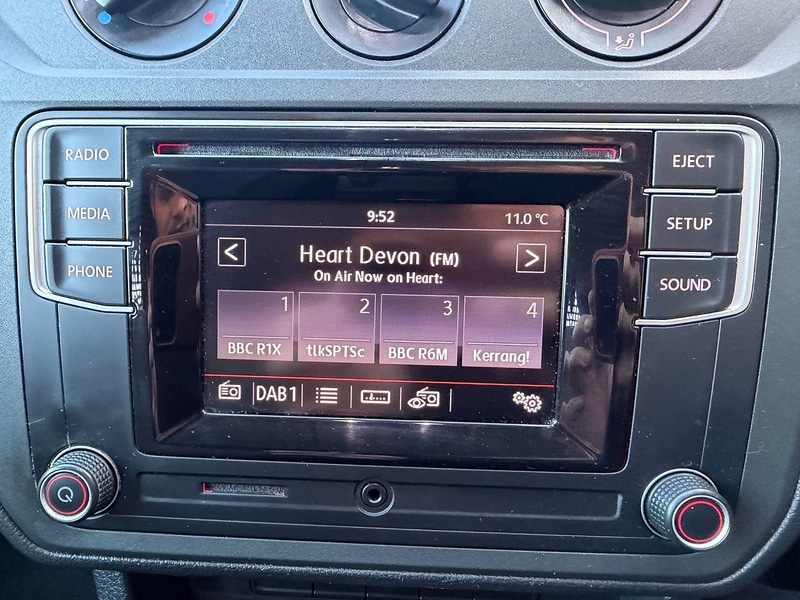 RADIO
MEDIA
PHONE
EJECT
SETUP
SOUND
9:52 11.0 °C
< Heart Devon (FM) >
On Air Now on Heart:
1 2 3 4
BBC R1X tlkSPTSc BBC R6M Kerrang!
DAB1